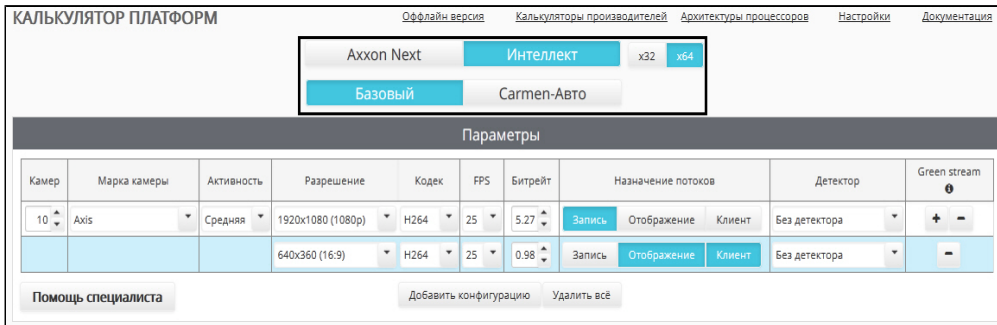 КАЛЬКУЛЯТОР ПЛАТФОРМ Оффлайн версия Калькуляторы производителей Архитектуры процессоров Настройки Документация
Axxon Next Интеллект x32 x64
Базовый Carmen-Авто
Параметры
Камер Марка камеры Активность Разрешение Кодек FPS Битрейт Назначение потоков Детектор Green stream
10 Axis Средняя 1920x1080 (1080p) H264 25 5.27 Запись Отображение Клиент Без детектора + -
640x360 (16:9) H264 25 0.98 Запись Отображение Клиент Без детектора -
Помощь специалиста Добавить конфигурацию Удалить всё